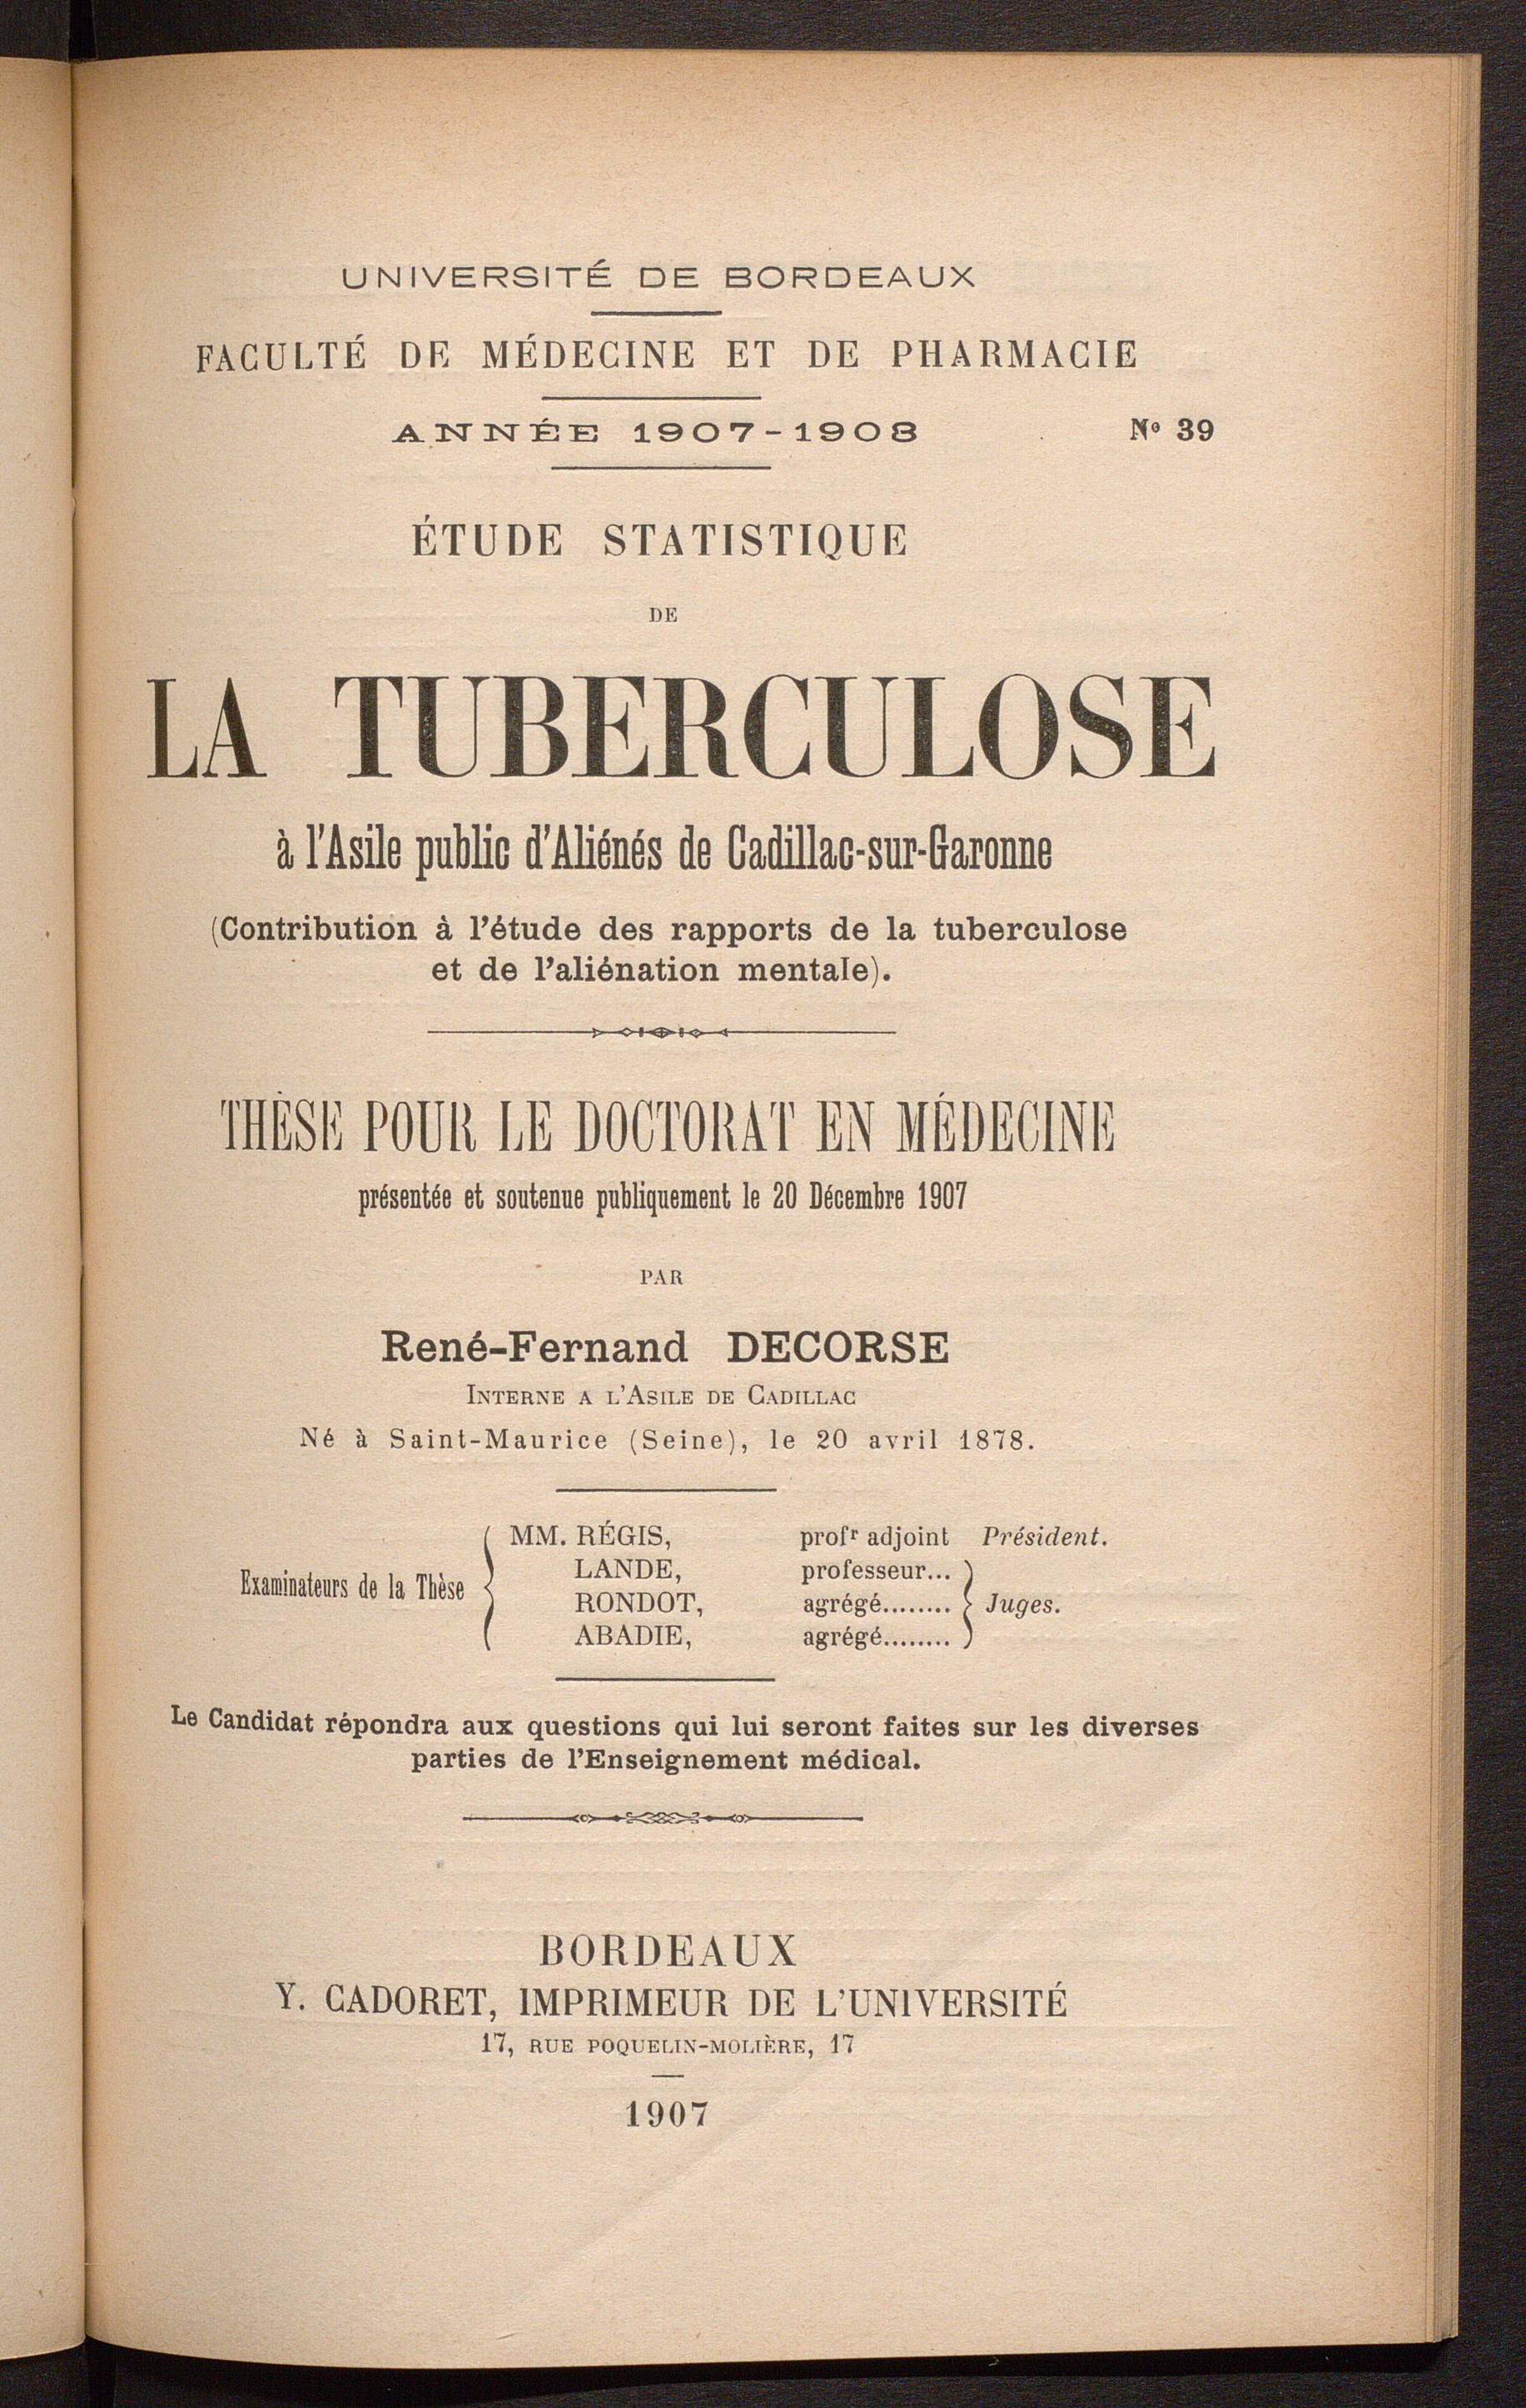 UNIVERSITÉ DE BORDEAUX
FACULTÉ DE MÉDECINE ET DE PHARMACIE
ANNÉE 1907-1908 Nº 39
ÉTUDE STATISTIQUE
DE
LA TUBERCULOSE
à l'Asile public d'Aliénés de Cadillac-sur-Garonne
(Contribution à l'étude des rapports de la tuberculose
et de l'aliénation mentale).
THÈSE POUR LE DOCTORAT EN MÉDECINE
présentée et soutenue publiquement le 20 Décembre 1907
PAR
René-Fernand DECORSE
INTERNE A L'ASILE DE CADILLAC
Né à Saint-Maurice (Seine), le 20 avril 1878.
Examinateurs de la Thèse
MM. RÉGIS, profʳ adjoint Président.
LANDE, professeur...
RONDOT, agrégé........ Juges.
ABADIE, agrégé........
Le Candidat répondra aux questions qui lui seront faites sur les diverses
parties de l'Enseignement médical.
BORDEAUX
Y. CADORET, IMPRIMEUR DE L'UNIVERSITÉ
17, RUE POQUELIN-MOLIÈRE, 17
1907